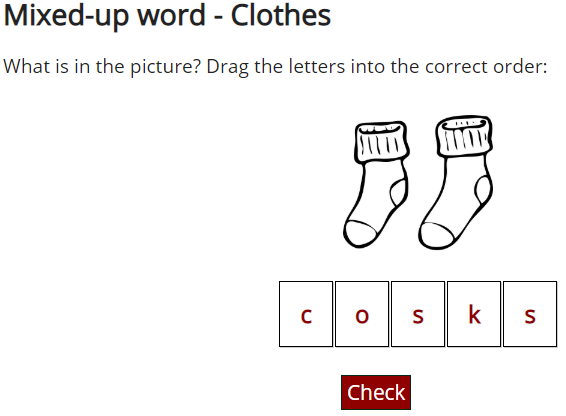 Mixed-up word - Clothes
What is in the picture? Drag the letters into the correct order:
c o s k s
Check